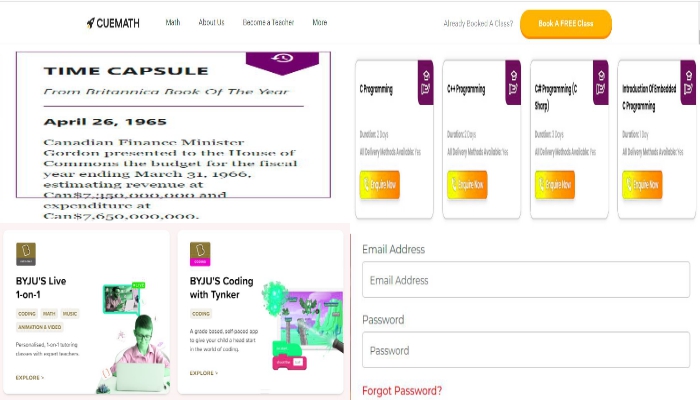 CUEMATH
Math
About Us
Become a Teacher
More
Already Booked A Class?
Book A FREE Class
TIME CAPSULE
From Britannica Book Of The Year
April 26, 1965
Canadian Finance Minister
Gordon presented to the House of
Commons the budget for the fiscal
year ending March 31, 1966,
estimating revenue at
Can$7,350,000,000 and
expenditure at
Can$7,650,000,000.
C Programming
Duration: 2 Days
All Delivery Methods Available: Yes
Enquire Now
C++ Programming
Duration: 2 Days
All Delivery Methods Available: Yes
Enquire Now
C# Programming (C
Sharp)
Duration: 2 Days
All Delivery Methods Available: Yes
Enquire Now
Introduction Of Embedded
C Programming
Duration: 1 Day
All Delivery Methods Available: Yes
Enquire Now
BYJU'S Live
1-on-1
CODING MATH MUSIC
ANIMATION & VIDEO
Personalised, 1-on-1 tutoring
classes with expert teachers.
EXPLORE >
BYJU'S Coding
with Tynker
CODING
A grade based, self paced app
to give your child a head start
in the world of coding.
EXPLORE >
Email Address
Email Address
Password
Password
Forgot Password?